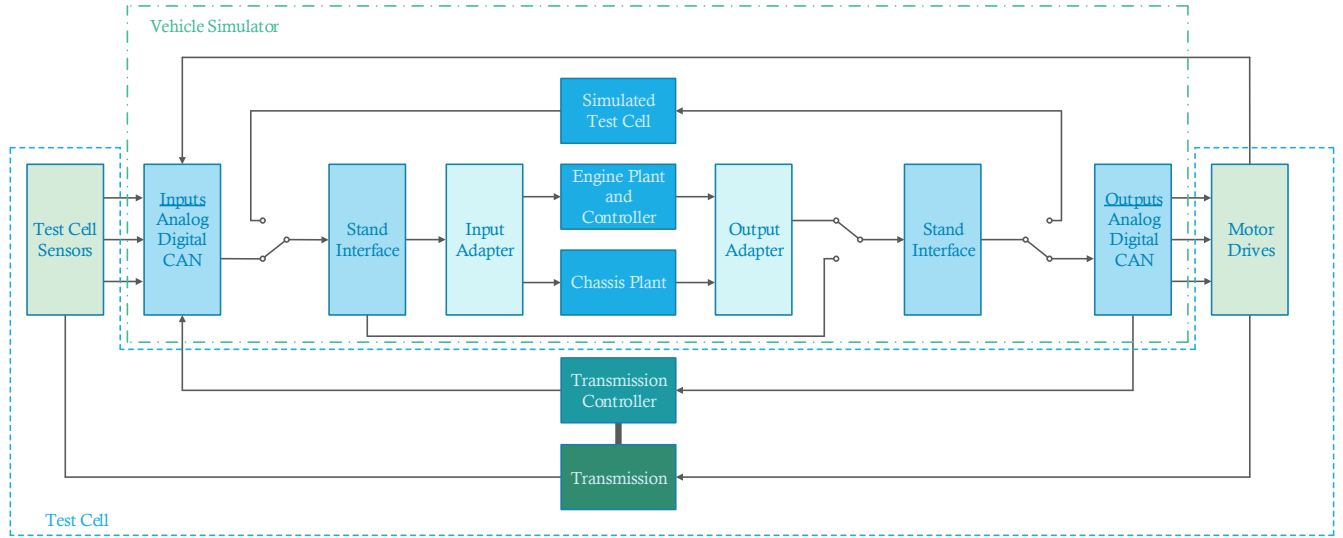 Vehicle Simulator
Simulated
Test Cell
Test Cell
Sensors
Inputs
Analog
Digital
CAN
Stand
Interface
Input
Adapter
Engine Plant
and
Controller
Chassis Plant
Output
Adapter
Stand
Interface
Outputs
Analog
Digital
CAN
Motor
Drives
Transmission
Controller
Transmission
Test Cell